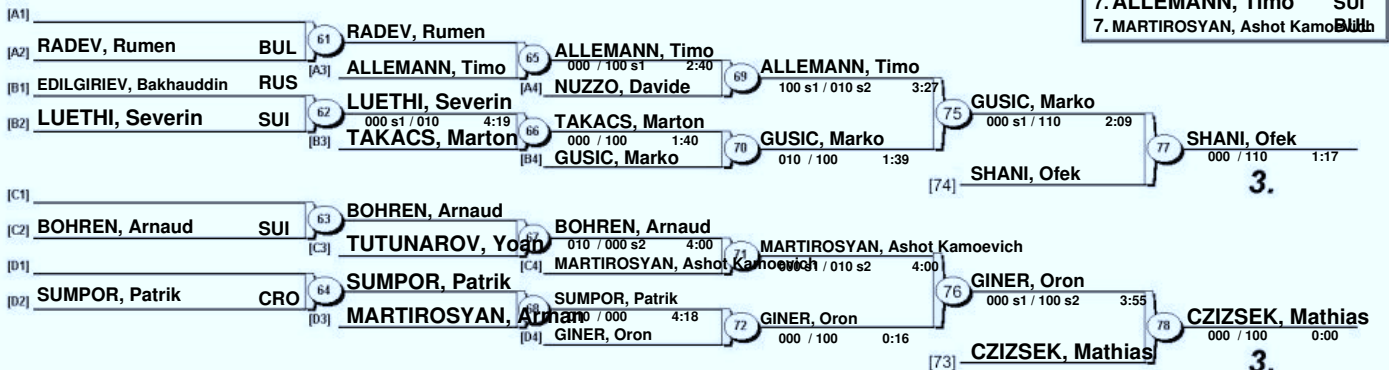 7. ALLEMANN, Timo SUI
7. MARTIROSYAN, Ashot Kamoevich BUL
[A1]
[A2] RADEV, Rumen BUL
61 RADEV, Rumen
[A3] ALLEMANN, Timo
65 ALLEMANN, Timo
000 / 100 s1 2:40
[A4] NUZZO, Davide
69 ALLEMANN, Timo
100 s1 / 010 s2 3:27
[B1] EDILGIRIEV, Bakhauddin RUS
[B2] LUETHI, Severin SUI
62 LUETHI, Severin
000 s1 / 010 4:19
[B3] TAKACS, Marton
66 TAKACS, Marton
000 / 100 1:40
[B4] GUSIC, Marko
70 GUSIC, Marko
010 / 100 1:39
75 GUSIC, Marko
000 s1 / 110 2:09
[74] SHANI, Ofek
77 SHANI, Ofek
000 / 110 1:17
3.
[C1]
[C2] BOHREN, Arnaud SUI
63 BOHREN, Arnaud
[C3] TUTUNAROV, Yoan
67 BOHREN, Arnaud
010 / 000 s2 4:00
[C4] MARTIROSYAN, Ashot Kamoevich
71 MARTIROSYAN, Ashot Kamoevich
000 s1 / 010 s2 4:00
[D1]
[D2] SUMPOR, Patrik CRO
64 SUMPOR, Patrik
[D3] MARTIROSYAN, Arman
68 SUMPOR, Patrik
/ 000 4:18
[D4] GINER, Oron
72 GINER, Oron
000 / 100 0:16
76 GINER, Oron
000 s1 / 100 s2 3:55
[73] CZIZSEK, Mathias
78 CZIZSEK, Mathias
000 / 100 0:00
3.